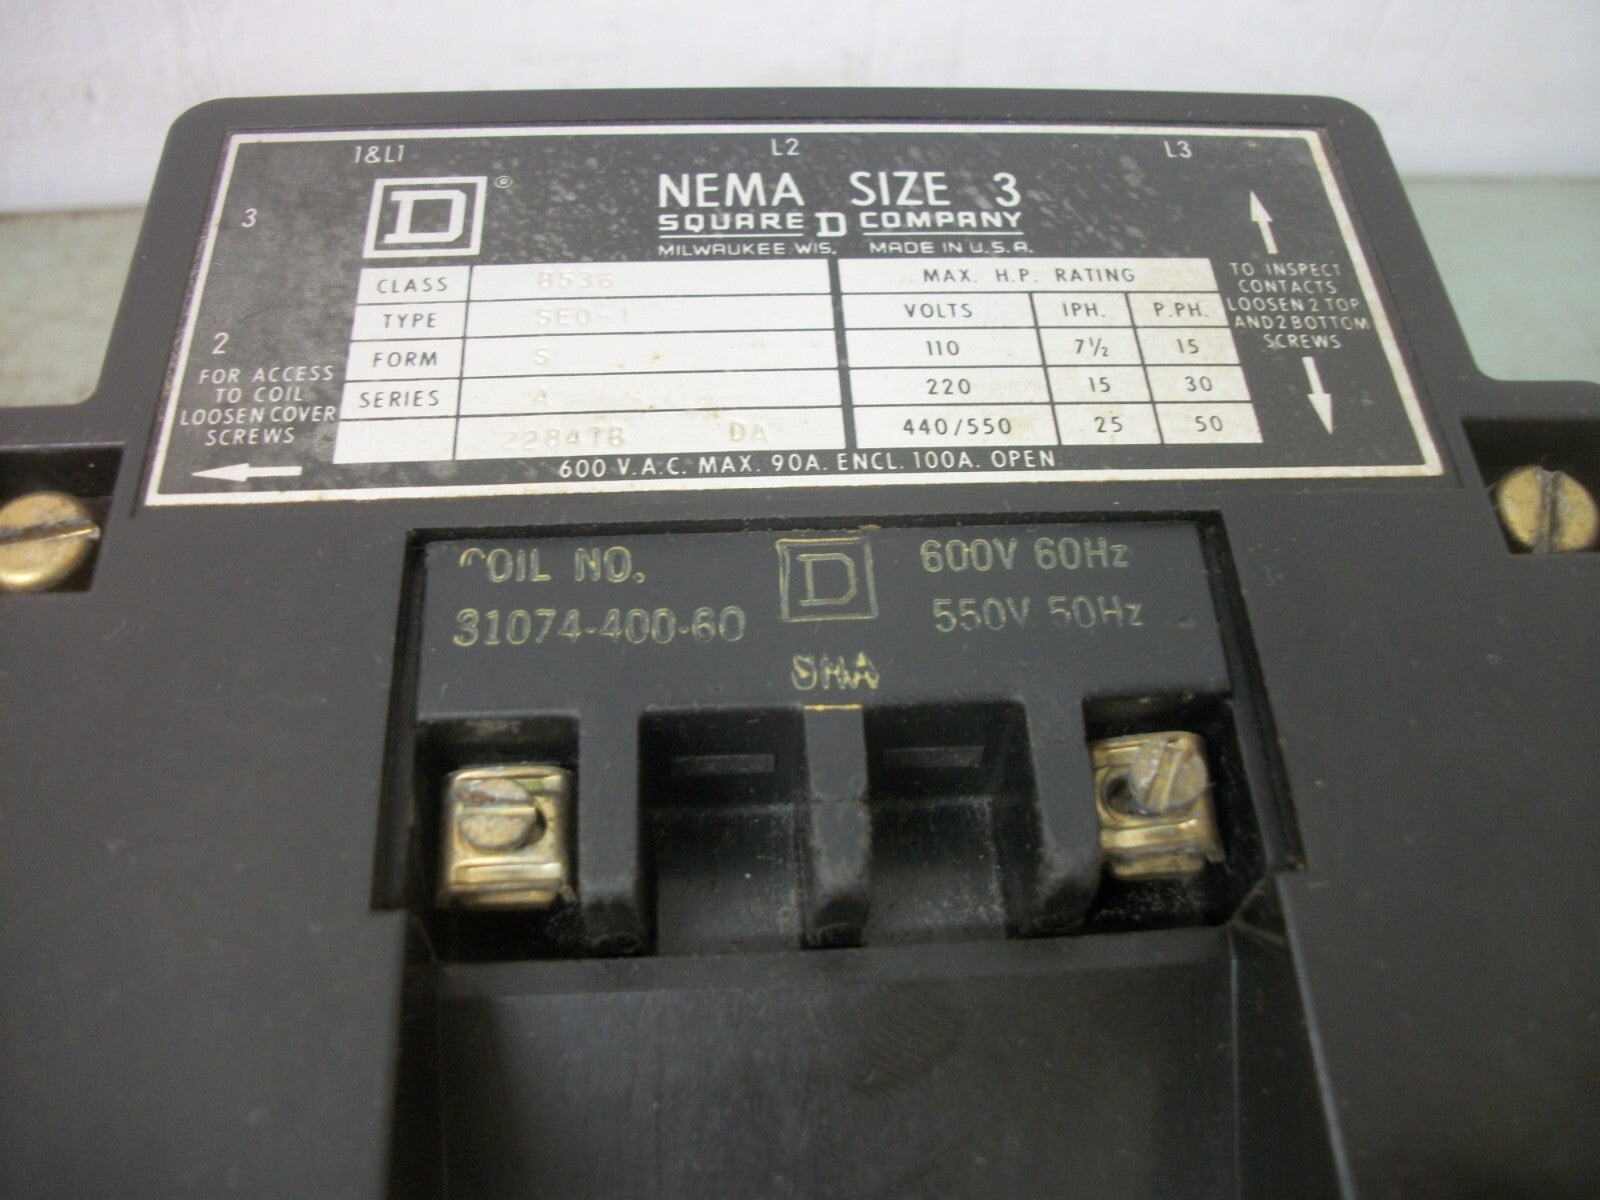 1&L1 L2 L3
D ®
NEMA SIZE 3
SQUARE D COMPANY
MILWAUKEE WIS. MADE IN U.S.A.
3
2
FOR ACCESS
TO COIL
LOOSEN COVER
SCREWS
CLASS 8536
TYPE SEO-1
FORM S
SERIES A
22847B DA
MAX. H.P. RATING
VOLTS 1PH. P.PH.
110 7½ 15
220 15 30
440/550 25 50
TO INSPECT
CONTACTS
LOOSEN 2 TOP
AND 2 BOTTOM
SCREWS
600 V.A.C. MAX. 90A. ENCL. 100A. OPEN
COIL NO. D 600V 60Hz
31074-400-60 550V 50Hz